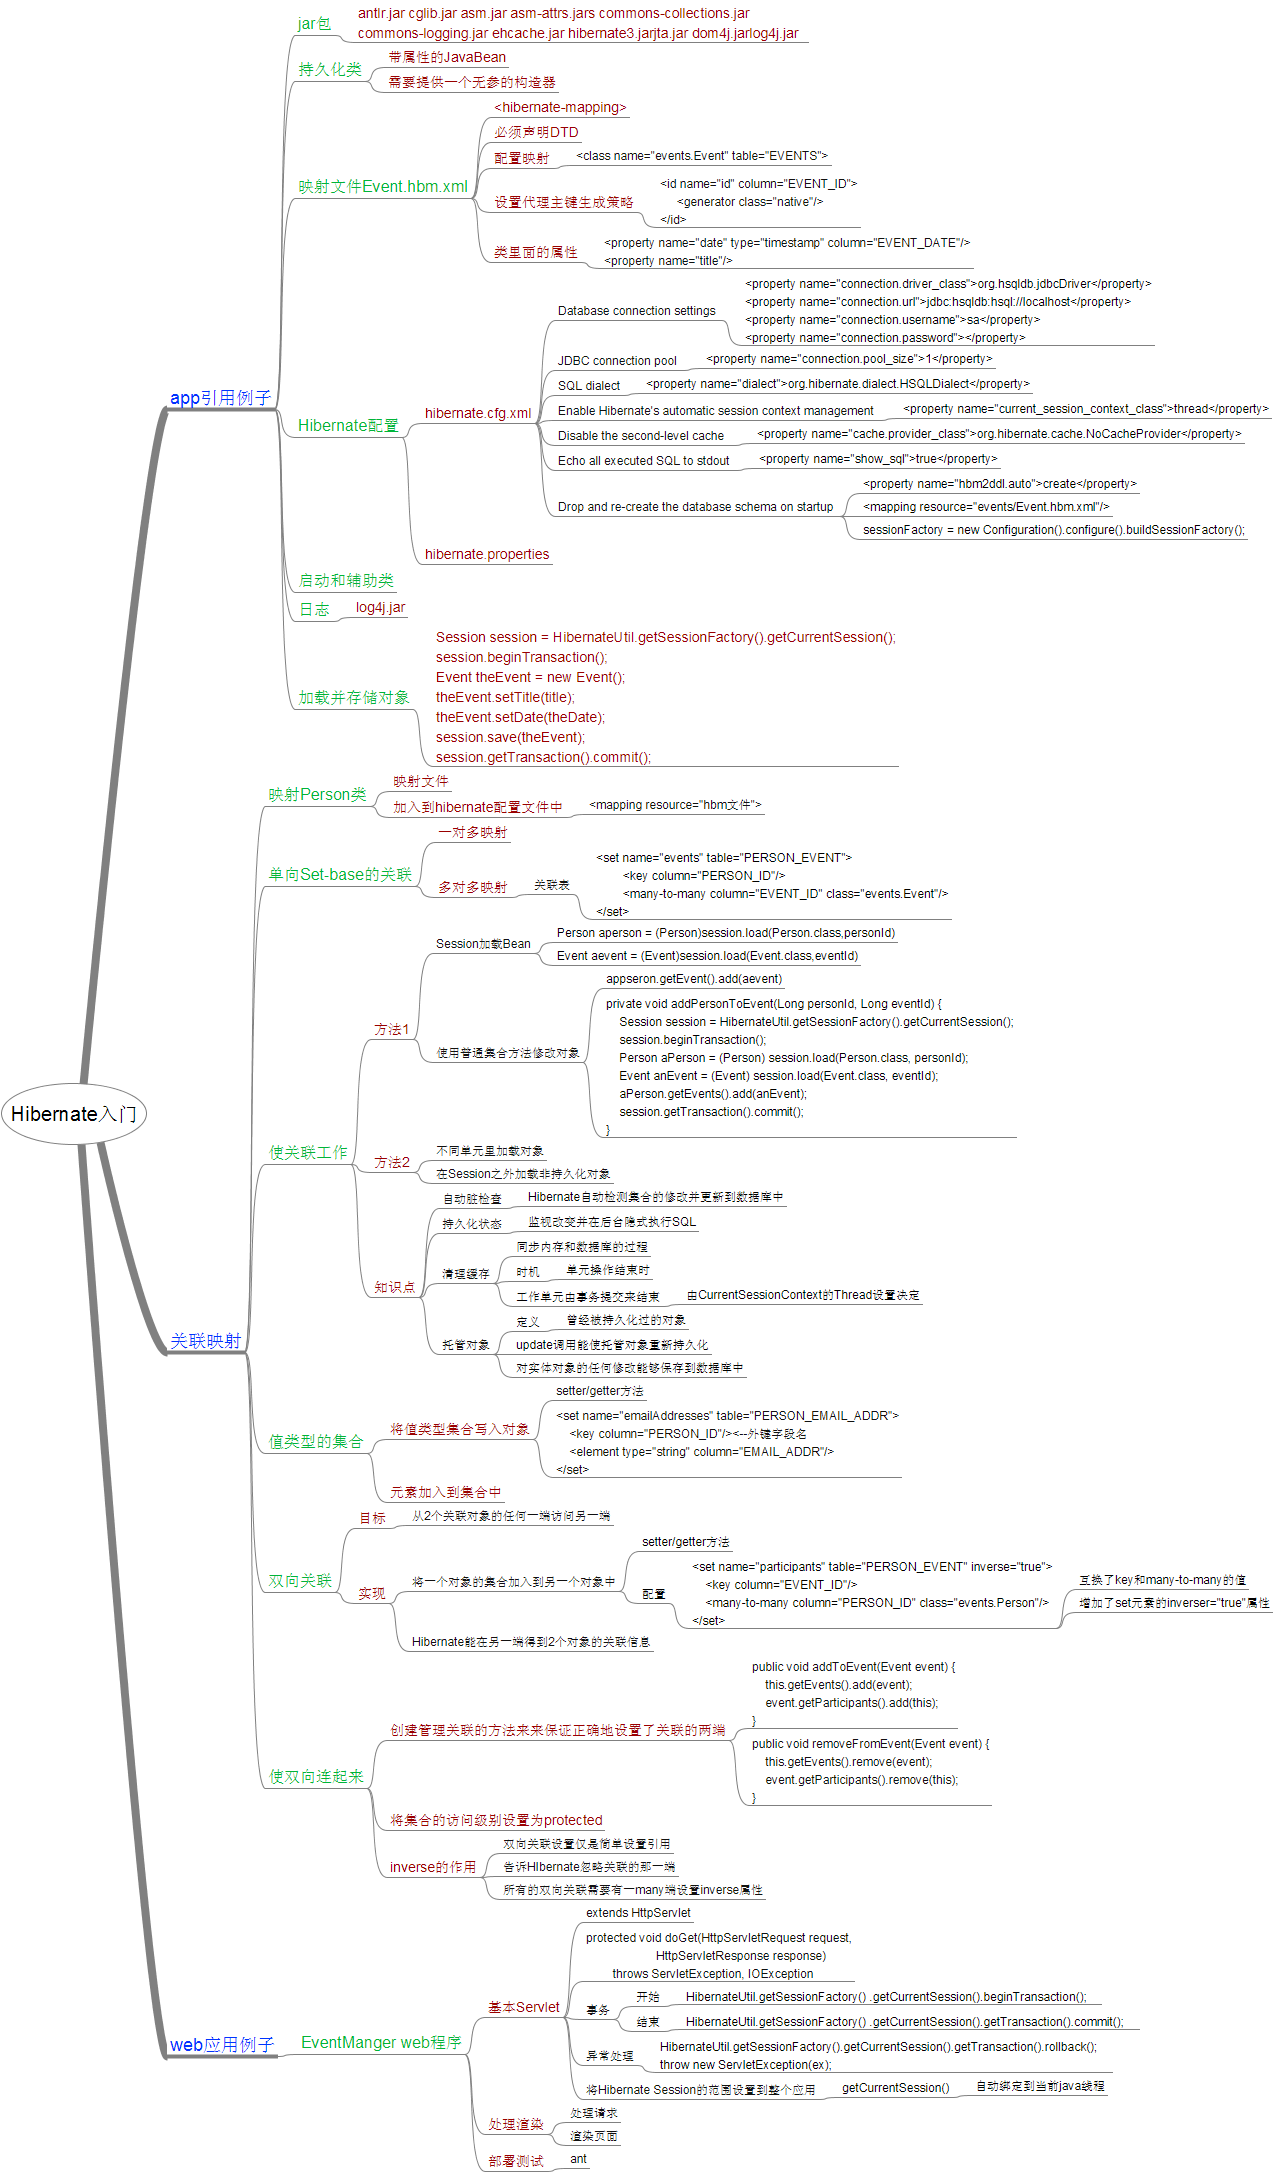 Hibernate入门
app引用例子
jar包
antlr.jar cglib.jar asm.jar asm-attrs.jars commons-collections.jar
commons-logging.jar ehcache.jar hibernate3.jarjta.jar dom4j.jarlog4j.jar
持久化类
带属性的JavaBean
需要提供一个无参的构造器
映射文件Event.hbm.xml
<hibernate-mapping>
必须声明DTD
配置映射
<class name="events.Event" table="EVENTS">
设置代理主键生成策略
<id name="id" column="EVENT_ID">
<generator class="native"/>
</id>
类里面的属性
<property name="date" type="timestamp" column="EVENT_DATE"/>
<property name="title"/>
Hibernate配置
hibernate.cfg.xml
Database connection settings
<property name="connection.driver_class">org.hsqldb.jdbcDriver</property>
<property name="connection.url">jdbc:hsqldb:hsql://localhost</property>
<property name="connection.username">sa</property>
<property name="connection.password"></property>
JDBC connection pool
<property name="connection.pool_size">1</property>
SQL dialect
<property name="dialect">org.hibernate.dialect.HSQLDialect</property>
Enable Hibernate's automatic session context management
<property name="current_session_context_class">thread</property>
Disable the second-level cache
<property name="cache.provider_class">org.hibernate.cache.NoCacheProvider</property>
Echo all executed SQL to stdout
<property name="show_sql">true</property>
Drop and re-create the database schema on startup
<property name="hbm2ddl.auto">create</property>
<mapping resource="events/Event.hbm.xml"/>
sessionFactory = new Configuration().configure().buildSessionFactory();
hibernate.properties
启动和辅助类
日志
log4j.jar
加载并存储对象
Session session = HibernateUtil.getSessionFactory().getCurrentSession();
session.beginTransaction();
Event theEvent = new Event();
theEvent.setTitle(title);
theEvent.setDate(theDate);
session.save(theEvent);
session.getTransaction().commit();
关联映射
映射Person类
映射文件
加入到hibernate配置文件中
<mapping resource="hbm文件">
单向Set-base的关联
一对多映射
多对多映射
关联表
<set name="events" table="PERSON_EVENT">
<key column="PERSON_ID"/>
<many-to-many column="EVENT_ID" class="events.Event"/>
</set>
使关联工作
方法1
Session加载Bean
Person aperson = (Person)session.load(Person.class,personId)
Event aevent = (Event)session.load(Event.class,eventId)
使用普通集合方法修改对象
appseron.getEvent().add(aevent)
private void addPersonToEvent(Long personId, Long eventId) {
Session session = HibernateUtil.getSessionFactory().getCurrentSession();
session.beginTransaction();
Person aPerson = (Person) session.load(Person.class, personId);
Event anEvent = (Event) session.load(Event.class, eventId);
aPerson.getEvents().add(anEvent);
session.getTransaction().commit();
}
方法2
不同单元里加载对象
在Session之外加载非持久化对象
知识点
自动脏检查
Hibernate自动检测集合的修改并更新到数据库中
持久化状态
监视改变并在后台隐式执行SQL
清理缓存
同步内存和数据库的过程
时机
单元操作结束时
工作单元由事务提交来结束
由CurrentSessionContext的Thread设置决定
托管对象
定义
曾经被持久化过的对象
update调用能使托管对象重新持久化
对实体对象的任何修改能够保存到数据库中
值类型的集合
将值类型集合写入对象
setter/getter方法
<set name="emailAddresses" table="PERSON_EMAIL_ADDR">
<key column="PERSON_ID"/><--外键字段名
<element type="string" column="EMAIL_ADDR"/>
</set>
元素加入到集合中
双向关联
目标
从2个关联对象的任何一端访问另一端
实现
将一个对象的集合加入到另一个对象中
setter/getter方法
配置
<set name="participants" table="PERSON_EVENT" inverse="true">
<key column="EVENT_ID"/>
<many-to-many column="PERSON_ID" class="events.Person"/>
</set>
互换了key和many-to-many的值
增加了set元素的inverser="true"属性
Hibernate能在另一端得到2个对象的关联信息
使双向连起来
创建管理关联的方法来来保证正确地设置了关联的两端
public void addToEvent(Event event) {
this.getEvents().add(event);
event.getParticipants().add(this);
}
public void removeFromEvent(Event event) {
this.getEvents().remove(event);
event.getParticipants().remove(this);
}
将集合的访问级别设置为protected
inverse的作用
双向关联设置仅是简单设置引用
告诉HIbernate忽略关联的那一端
所有的双向关联需要有一many端设置inverse属性
web应用例子
EventManger web程序
基本Servlet
extends HttpServlet
protected void doGet(HttpServletRequest request,
HttpServletResponse response)
throws ServletException, IOException
事务
开始
HibernateUtil.getSessionFactory() .getCurrentSession().beginTransaction();
结束
HibernateUtil.getSessionFactory() .getCurrentSession().getTransaction().commit();
异常处理
HibernateUtil.getSessionFactory().getCurrentSession().getTransaction().rollback();
throw new ServletException(ex);
将Hibernate Session的范围设置到整个应用
getCurrentSession()
自动绑定到当前java线程
处理渲染
处理请求
渲染页面
部署测试
ant